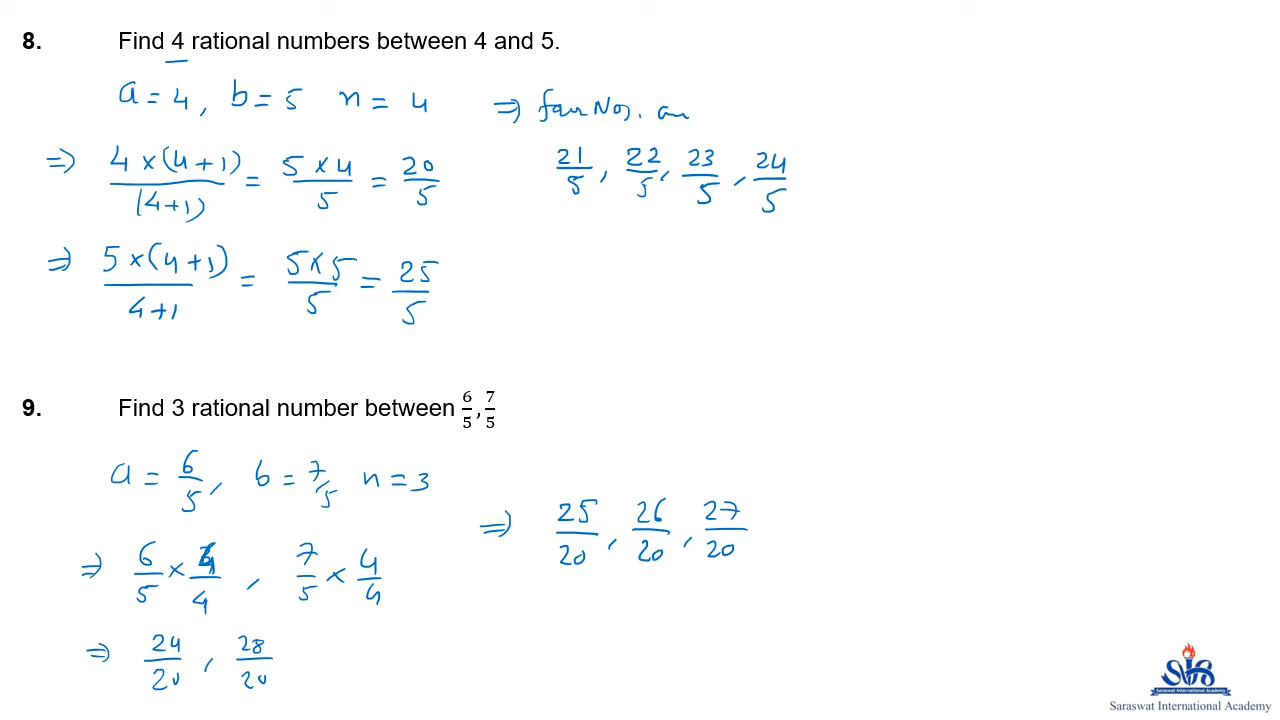 8. Find 4 rational numbers between 4 and 5.
a = 4, b = 5 n = 4
⇒ 4 × (4 + 1) / (4 + 1) = 5 × 4 / 5 = 20/5
⇒ 5 × (4 + 1) / 4 + 1 = 5 × 5 / 5 = 25/5
⇒ four Nos. are
21/5, 22/5, 23/5, 24/5
9. Find 3 rational number between 6/5, 7/5
a = 6/5, b = 7/5 n = 3
⇒ 6/5 × 4/4, 7/5 × 4/4
⇒ 24/20, 28/20
⇒ 25/20, 26/20, 27/20
SIS
Saraswat International Academy
Saraswat International Academy